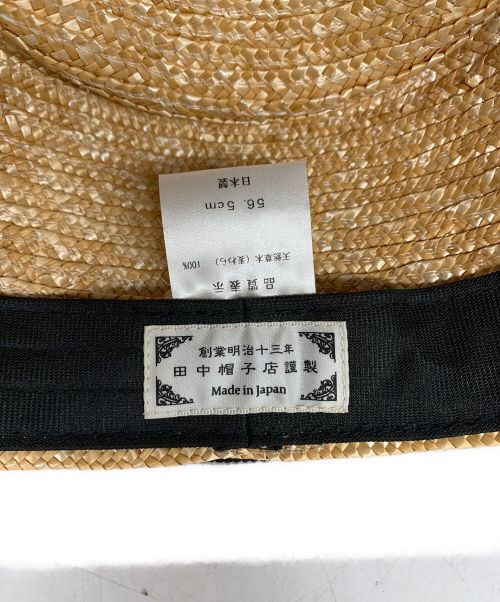 品質表示
天然草木(麦わら) 100%
56.5cm
日本製
創業明治十三年
田中帽子店謹製
Made in Japan